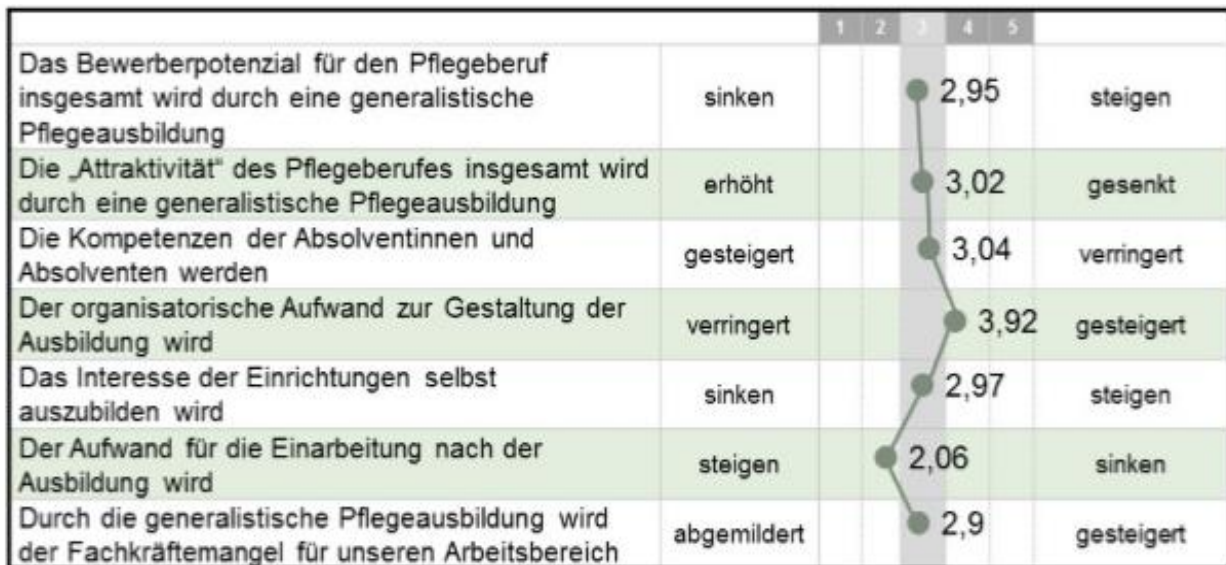 1 2 3 4 5
Das Bewerberpotenzial für den Pflegeberuf
insgesamt wird durch eine generalistische
Pflegeausbildung
sinken 2,95 steigen
Die „Attraktivität“ des Pflegeberufes insgesamt wird
durch eine generalistische Pflegeausbildung
erhöht 3,02 gesenkt
Die Kompetenzen der Absolventinnen und
Absolventen werden
gesteigert 3,04 verringert
Der organisatorische Aufwand zur Gestaltung der
Ausbildung wird
verringert 3,92 gesteigert
Das Interesse der Einrichtungen selbst
auszubilden wird
sinken 2,97 steigen
Der Aufwand für die Einarbeitung nach der
Ausbildung wird
steigen 2,06 sinken
Durch die generalistische Pflegeausbildung wird
der Fachkräftemangel für unseren Arbeitsbereich
abgemildert 2,9 gesteigert